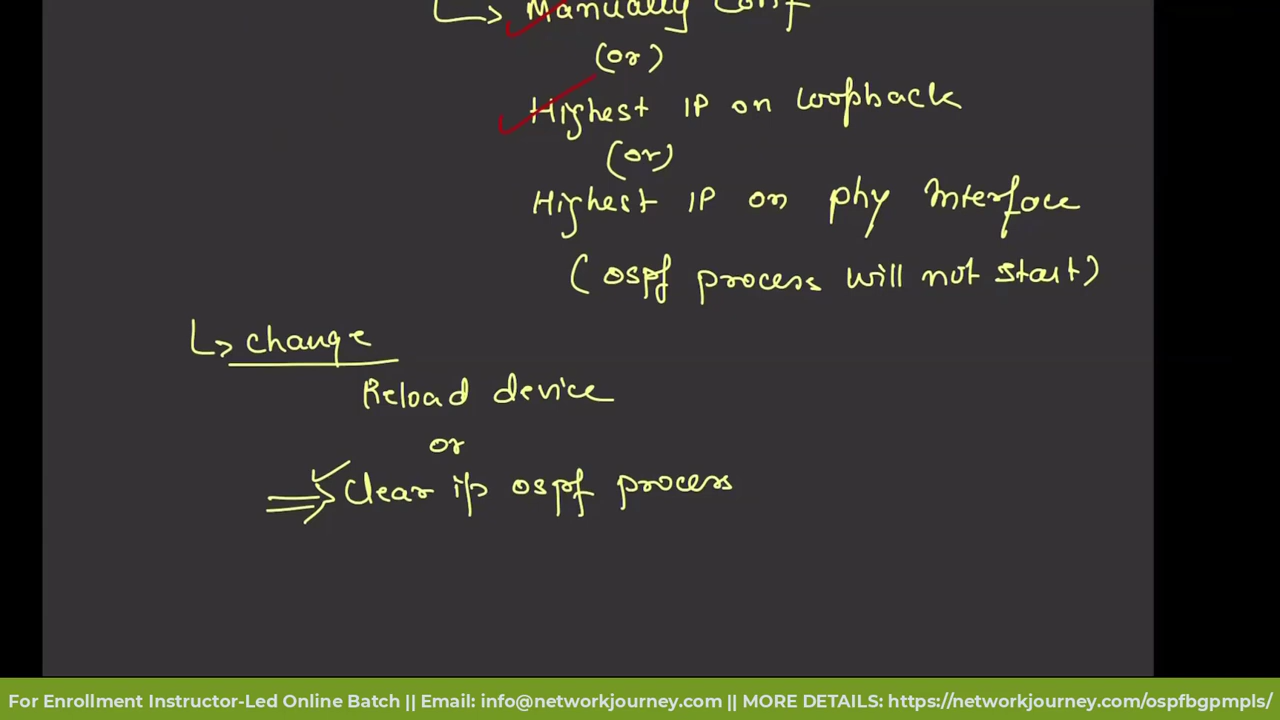 ↳ Manually Conf
(or)
Highest IP on loopback
(or)
Highest IP on phy Interface
(ospf process will not start)
↳ change
Reload device
or
⇒ Clear ip ospf process
For Enrollment Instructor-Led Online Batch || Email: info@networkjourney.com || MORE DETAILS: https://networkjourney.com/ospfbgpmpls/